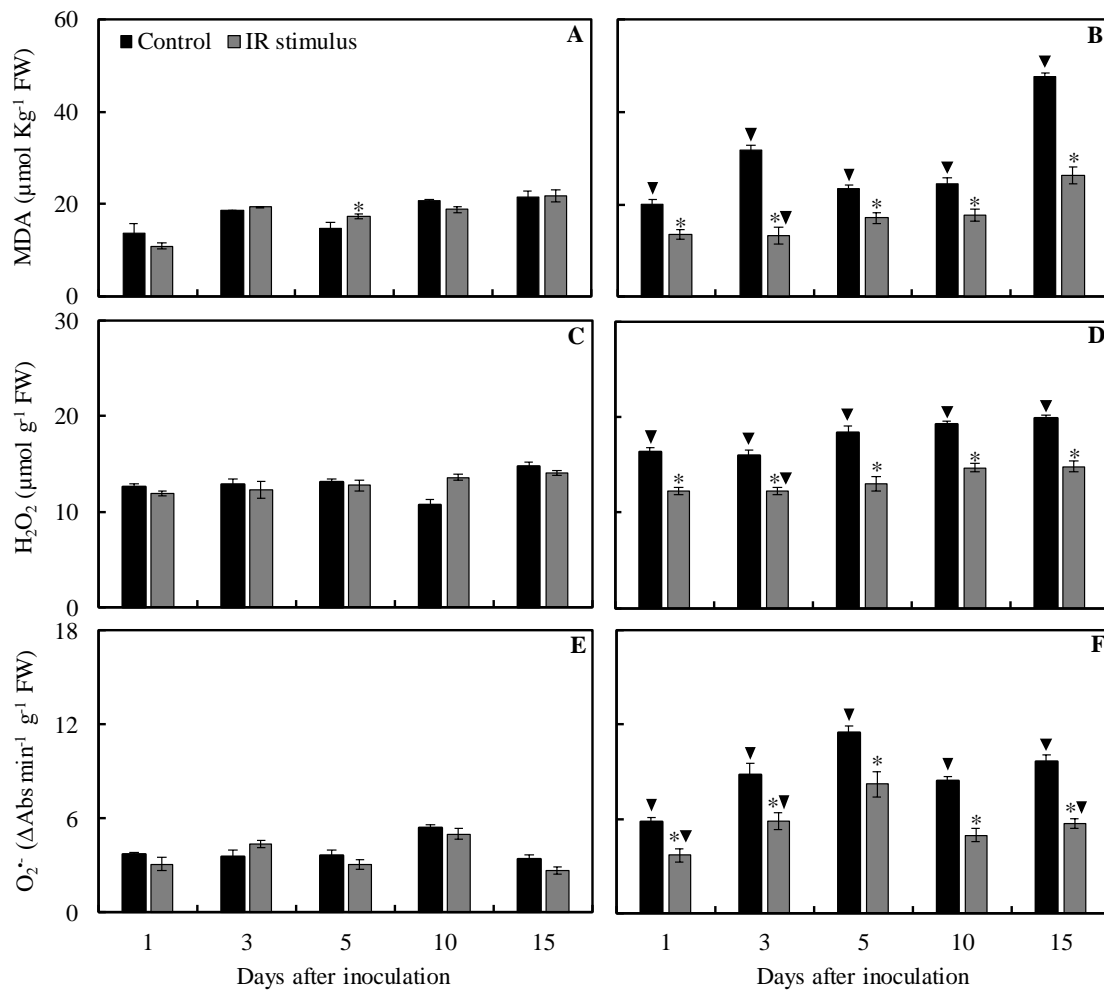 60
40
20
0
MDA (µmol Kg⁻¹ FW)
Control IR stimulus
A
*
B
▼ ▼ ▼ ▼ ▼
* *▼ * * *
30
20
10
0
H₂O₂ (µmol g⁻¹ FW)
C
D
▼ ▼ ▼ ▼ ▼
* *▼ * * *
18
12
6
0
O₂•- (ΔAbs min⁻¹ g⁻¹ FW)
E
F
▼ ▼ ▼ ▼ ▼
*▼ *▼ * * *▼
1 3 5 10 15
Days after inoculation
1 3 5 10 15
Days after inoculation